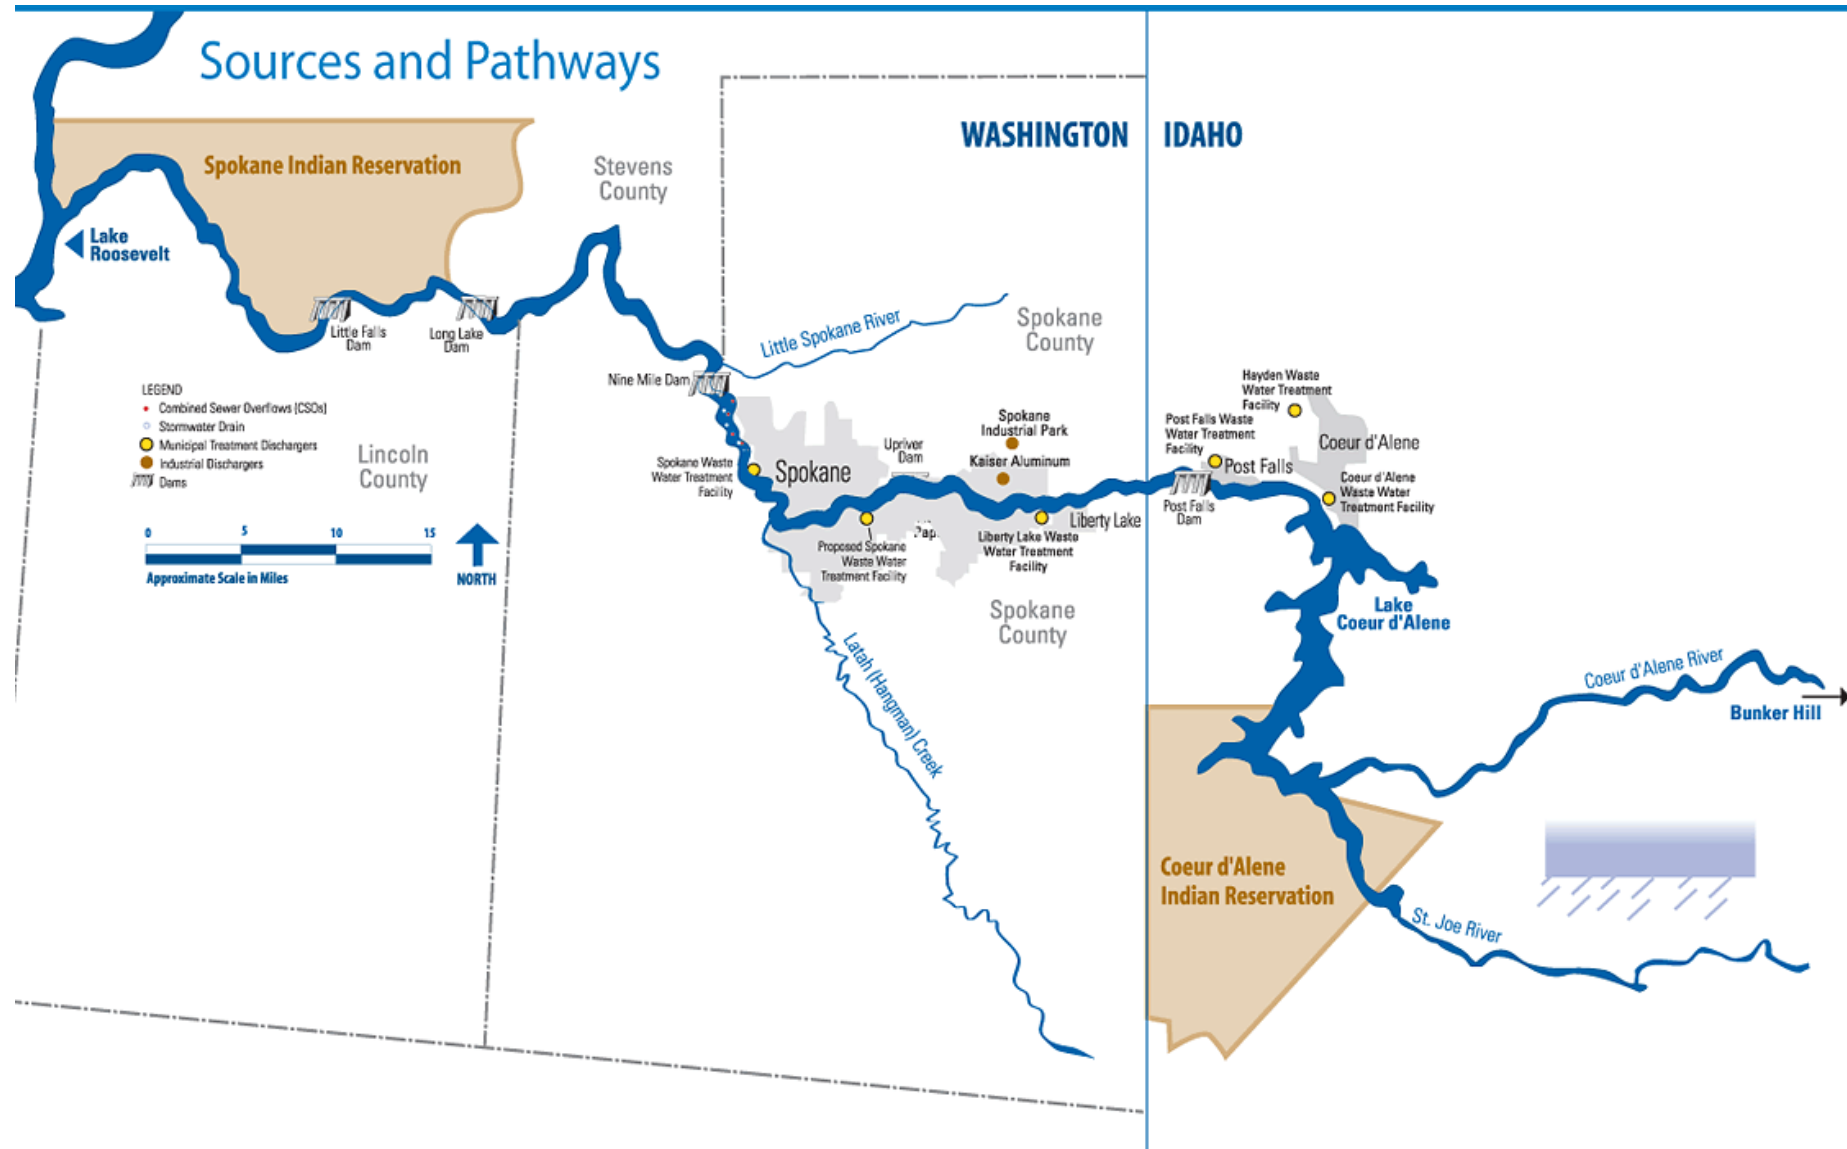 Sources and Pathways
WASHINGTON
IDAHO
Spokane Indian Reservation
Stevens
County
Lake
Roosevelt
Little Falls
Dam
Long Lake
Dam
Little Spokane River
Spokane
County
Nine Mile Dam
LEGEND
Combined Sewer Overflows (CSOs)
Stormwater Drain
Municipal Treatment Dischargers
Industrial Dischargers
Dams
Lincoln
County
0 5 10 15
Approximate Scale in Miles
NORTH
Spokane Waste
Water Treatment
Facility
Spokane
Upriver
Dam
Spokane
Industrial Park
Kaiser Aluminum
Proposed Spokane
Waste Water
Treatment Facility
Liberty Lake Waste
Water Treatment
Facility
Liberty Lake
Spokane
County
Latah (Hangman) Creek
Hayden Waste
Water Treatment
Facility
Post Falls Waste
Water Treatment
Facility
Post Falls
Post Falls
Dam
Coeur d'Alene
Coeur d'Alene
Waste Water
Treatment Facility
Lake
Coeur d'Alene
Coeur d'Alene River
Bunker Hill
Coeur d'Alene
Indian Reservation
St. Joe River